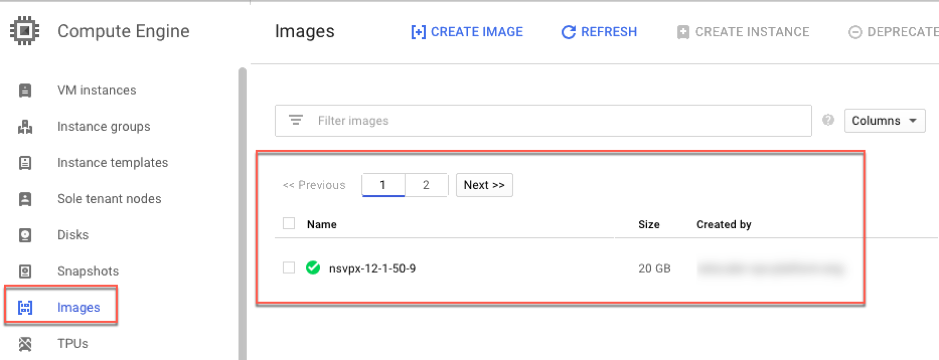 Compute Engine
VM instances
Instance groups
Instance templates
Sole tenant nodes
Disks
Snapshots
Images
TPUs
Images
CREATE IMAGE
REFRESH
CREATE INSTANCE
DEPRECATE
Filter images
Columns
<< Previous
1
2
Next >>
Name
Size
Created by
nsvpx-12-1-50-9
20 GB